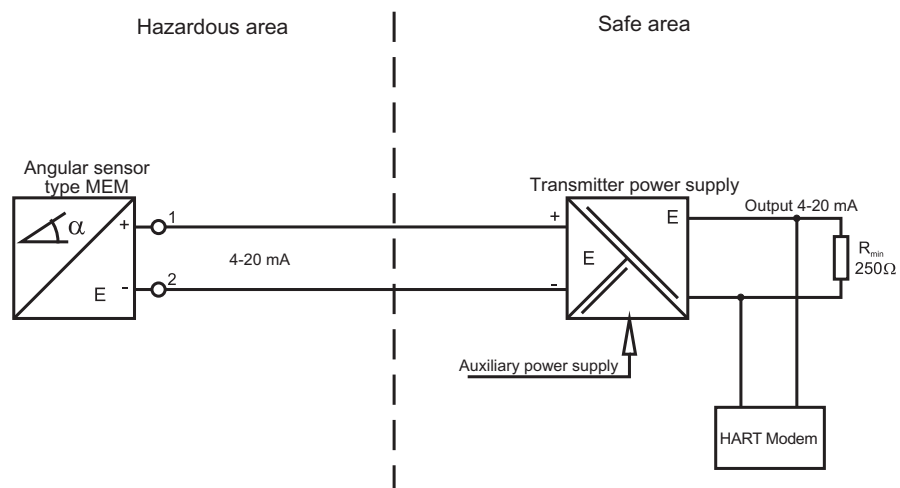 Hazardous area
Safe area
Angular sensor
type MEM
α
+
-
E
1
2
4-20 mA
Transmitter power supply
+
-
E
E
Output 4-20 mA
Rmin
250Ω
Auxiliary power supply
HART Modem